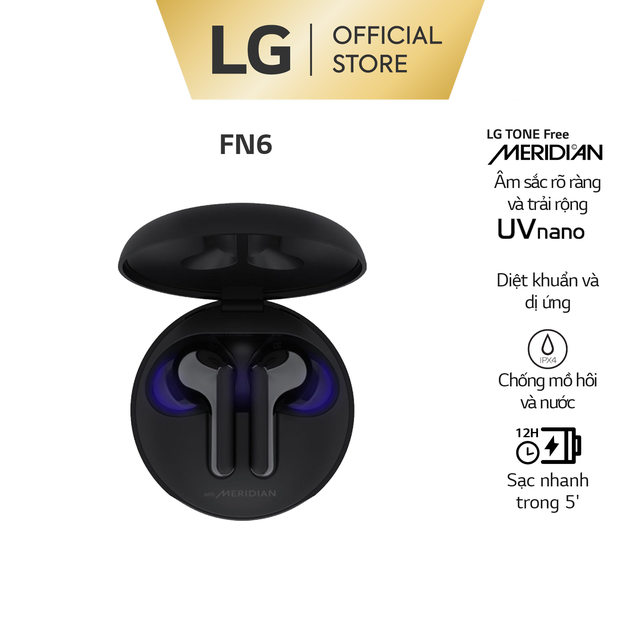 LG
OFFICIAL
STORE
FN6
LG TONE Free
MERIDIAN
Âm sắc rõ ràng
và trải rộng
UVnano
Diệt khuẩn và
dị ứng
IPX4
Chống mồ hôi
và nước
12H
Sạc nhanh
trong 5'
MERIDIAN